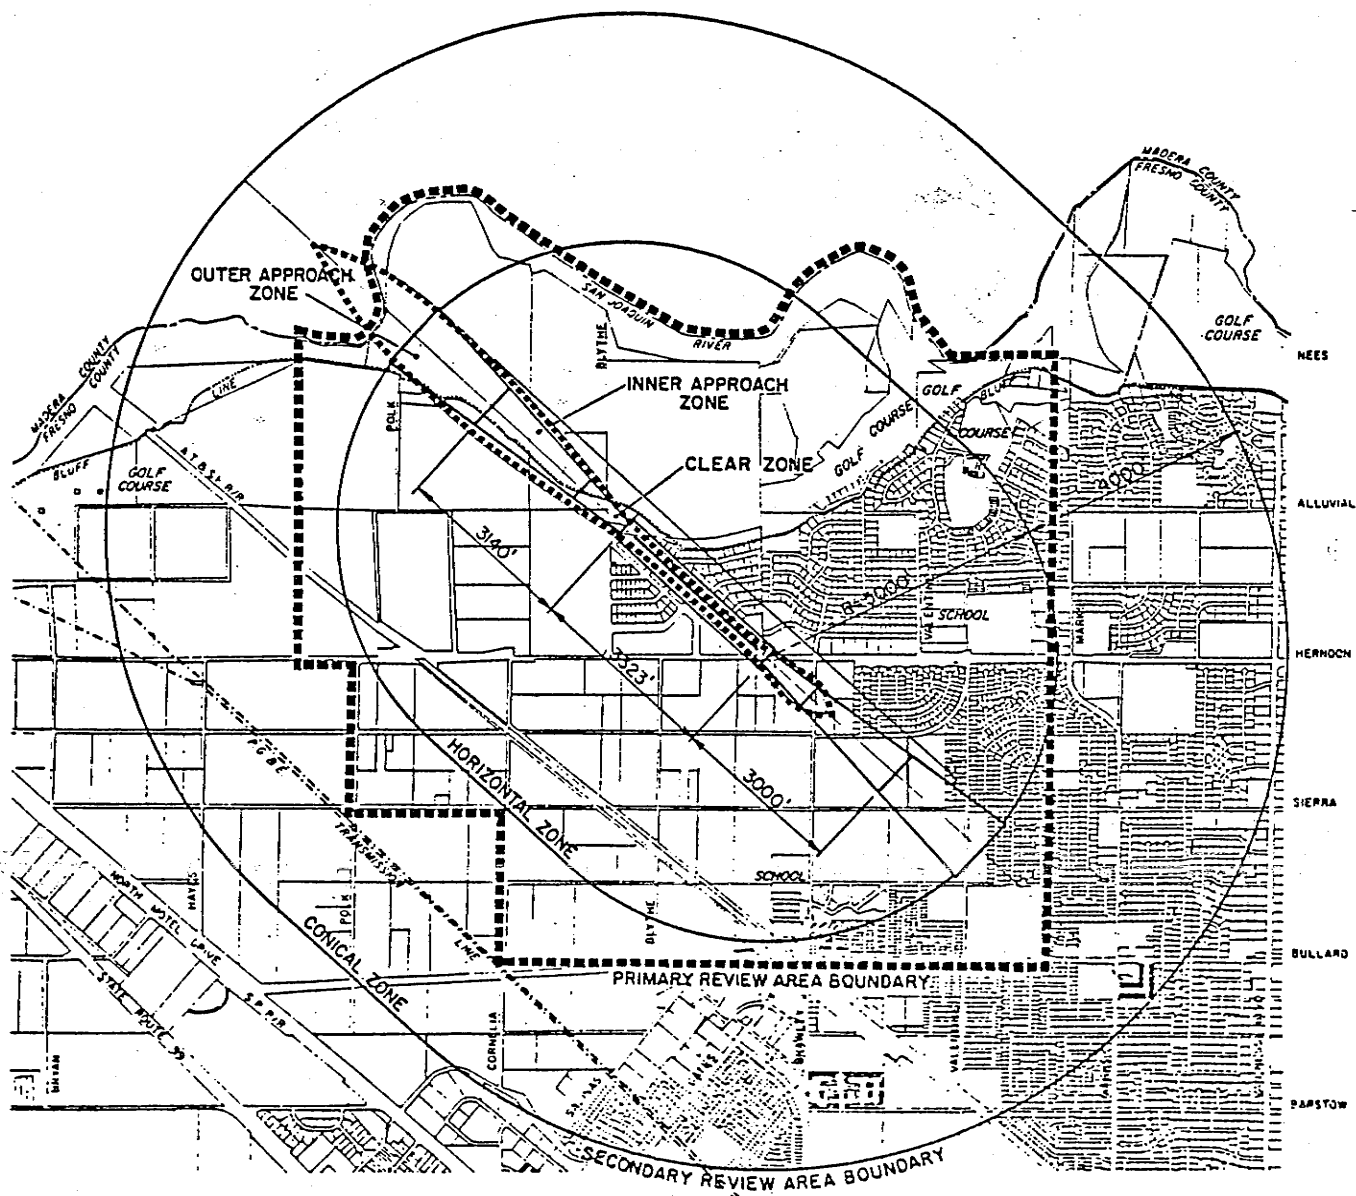 MADERA COUNTY
FRESNO COUNTY
OUTER APPROACH
ZONE
SAN JOAQUIN
RIVER
BLYTHE
GOLF
COURSE
NEES
MADERA COUNTY
FRESNO COUNTY
LINE
BLUFF
POLK
INNER APPROACH
ZONE
GOLF
COURSE
BLUFF
GOLF
COURSE
CLEAR ZONE
GOLF
COURSE
A.T.& S.F. R/R
4000'
ALLUVIAL
3140'
R=5000'
SCHOOL
HERNDON
3323'
P.G.& E.
TRANSMISSION
LINE
HORIZONTAL ZONE
3000'
SIERRA
SCHOOL
NORTH MOTEL DRIVE
HAYES
POLK
BLYTHE
CONICAL ZONE
S.P. R/R
STATE ROUTE 99
BULLARD
PRIMARY REVIEW AREA BOUNDARY
BRYAN
CORNELIA
BRAWLEY
BARSTOW
SECONDARY REVIEW AREA BOUNDARY